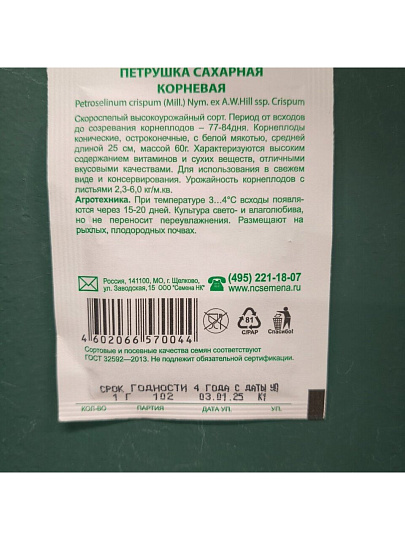 ПЕТРУШКА САХАРНАЯ
КОРНЕВАЯ
Petroselinum crispum (Mill.) Nym. ex A.W.Hill ssp. Crispum
Скороспелый высокоурожайный сорт. Период от всходов
до созревания корнеплодов – 77-84дня. Корнеплоды
конические, остроконечные, с белой мякотью, средней
длиной 25 см, массой 60г. Характеризуются высоким
содержанием витаминов и сухих веществ, отличными
вкусовыми качествами. Для использования в свежем
виде и консервирования. Урожайность корнеплодов с
листьями 2,3-6,0 кг/м.кв.
Агротехника. При температуре 3...4°С всходы появля-
ются через 15-20 дней. Культура свето- и влаголюбива,
но не переносит переувлажнения. Размещают на
рыхлых, плодородных почвах.
Россия, 141100, МО, г. Щелково,
ул. Заводская, 15 ООО "Семена НК"
(495) 221-18-07
www.ncsemena.ru
4 602066 570044
81
C/PAP
Спасибо!
Сортовые и посевные качества семян соответствуют
ГОСТ 32592–2013. Не подлежит обязательной сертификации.
СРОК ГОДНОСТИ 4 ГОДА С ДАТЫ УП
1 Г 102 03.01.25 К1
КОЛ-ВО ПАРТИЯ ДАТА УП. УП.